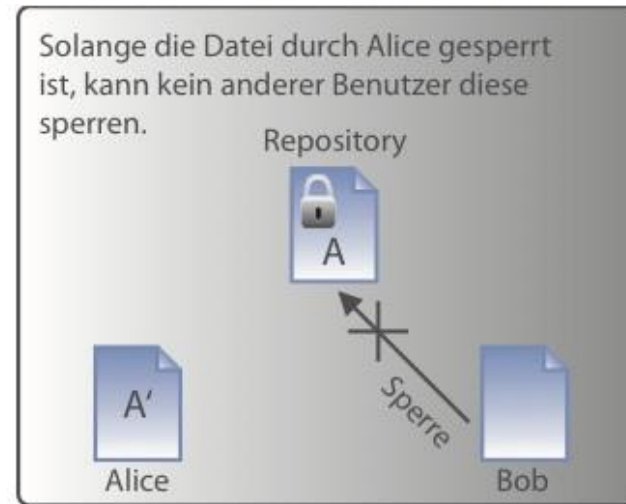 Solange die Datei durch Alice gesperrt
ist, kann kein anderer Benutzer diese
sperren.
Repository
A
A‘
Sperre
Alice
Bob